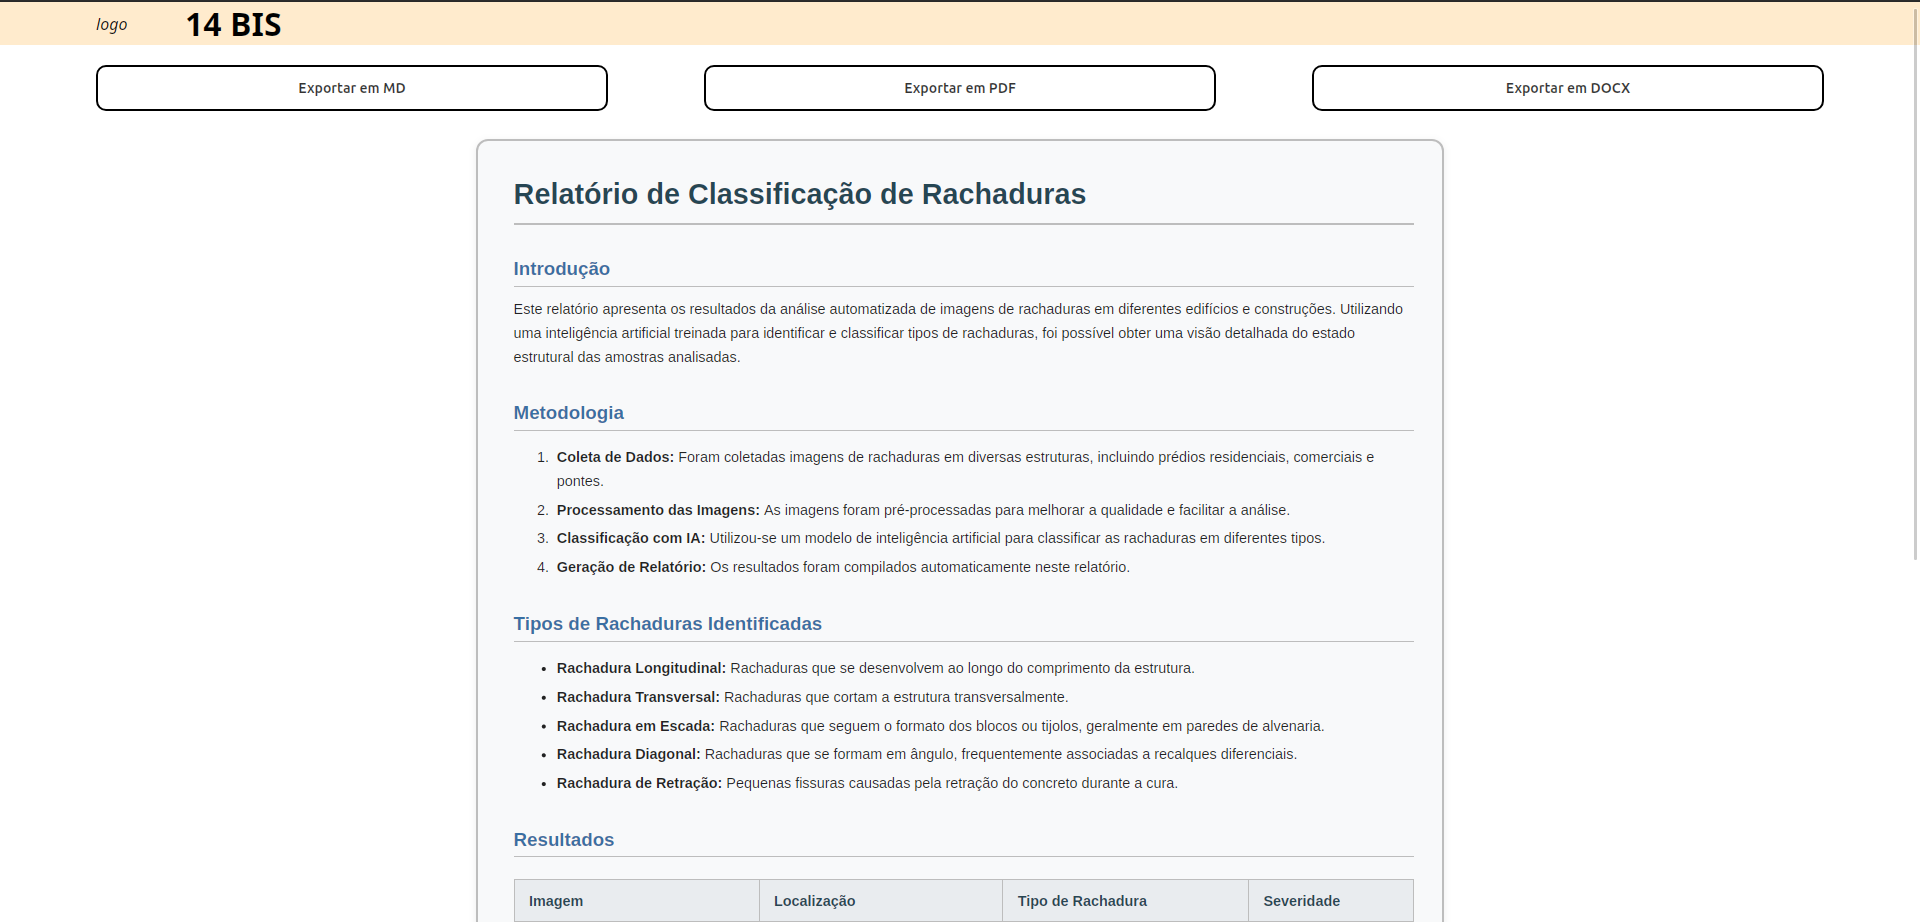 logo
14 BIS
Exportar em MD
Exportar em PDF
Exportar em DOCX
Relatório de Classificação de Rachaduras
Introdução
Este relatório apresenta os resultados da análise automatizada de imagens de rachaduras em diferentes edifícios e construções. Utilizando
uma inteligência artificial treinada para identificar e classificar tipos de rachaduras, foi possível obter uma visão detalhada do estado
estrutural das amostras analisadas.
Metodologia
1. Coleta de Dados: Foram coletadas imagens de rachaduras em diversas estruturas, incluindo prédios residenciais, comerciais e
pontes.
2. Processamento das Imagens: As imagens foram pré-processadas para melhorar a qualidade e facilitar a análise.
3. Classificação com IA: Utilizou-se um modelo de inteligência artificial para classificar as rachaduras em diferentes tipos.
4. Geração de Relatório: Os resultados foram compilados automaticamente neste relatório.
Tipos de Rachaduras Identificadas
• Rachadura Longitudinal: Rachaduras que se desenvolvem ao longo do comprimento da estrutura.
• Rachadura Transversal: Rachaduras que cortam a estrutura transversalmente.
• Rachadura em Escada: Rachaduras que seguem o formato dos blocos ou tijolos, geralmente em paredes de alvenaria.
• Rachadura Diagonal: Rachaduras que se formam em ângulo, frequentemente associadas a recalques diferenciais.
• Rachadura de Retração: Pequenas fissuras causadas pela retração do concreto durante a cura.
Resultados
Imagem Localização Tipo de Rachadura Severidade